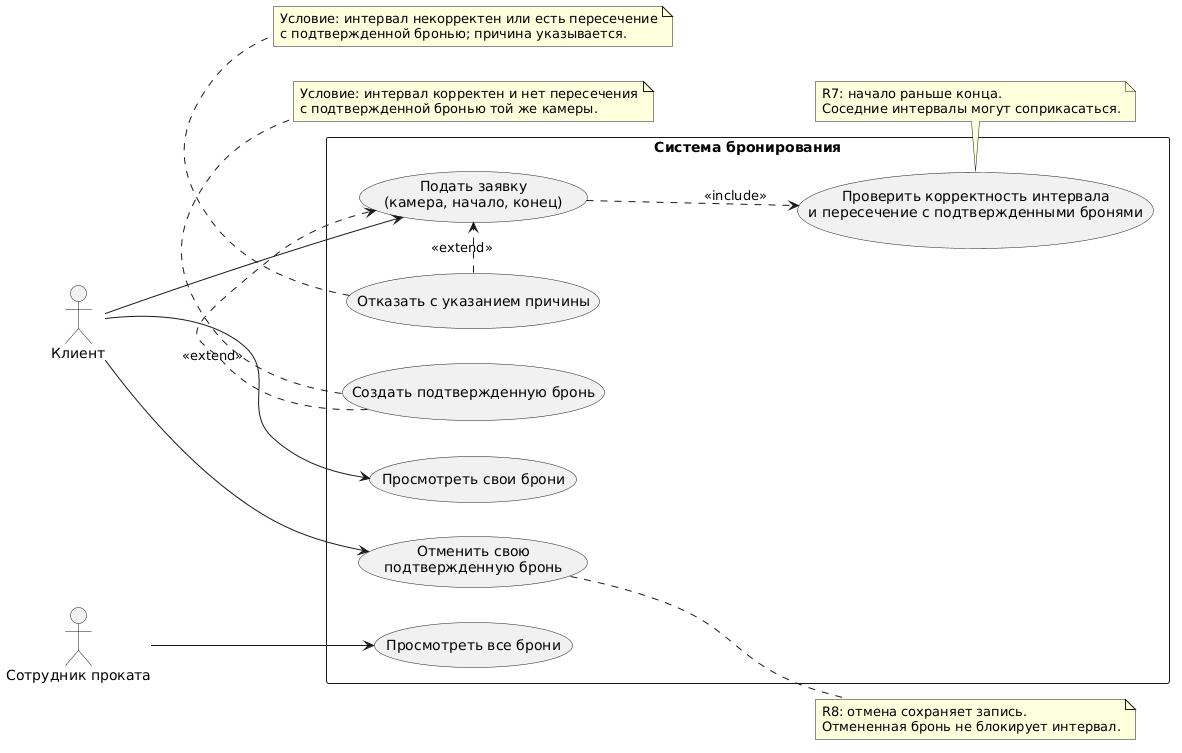 Условие: интервал некорректен или есть пересечение
с подтвержденной бронью; причина указывается.
Условие: интервал корректен и нет пересечения
с подтвержденной бронью той же камеры.
R7: начало раньше конца.
Соседние интервалы могут соприкасаться.
Система бронирования
Подать заявку
(камера, начало, конец)
«include»
Проверить корректность интервала
и пересечение с подтвержденными бронями
«extend»
Отказать с указанием причины
Клиент
«extend»
Создать подтвержденную бронь
Просмотреть свои брони
Отменить свою
подтвержденную бронь
Сотрудник проката
Просмотреть все брони
R8: отмена сохраняет запись.
Отмененная бронь не блокирует интервал.